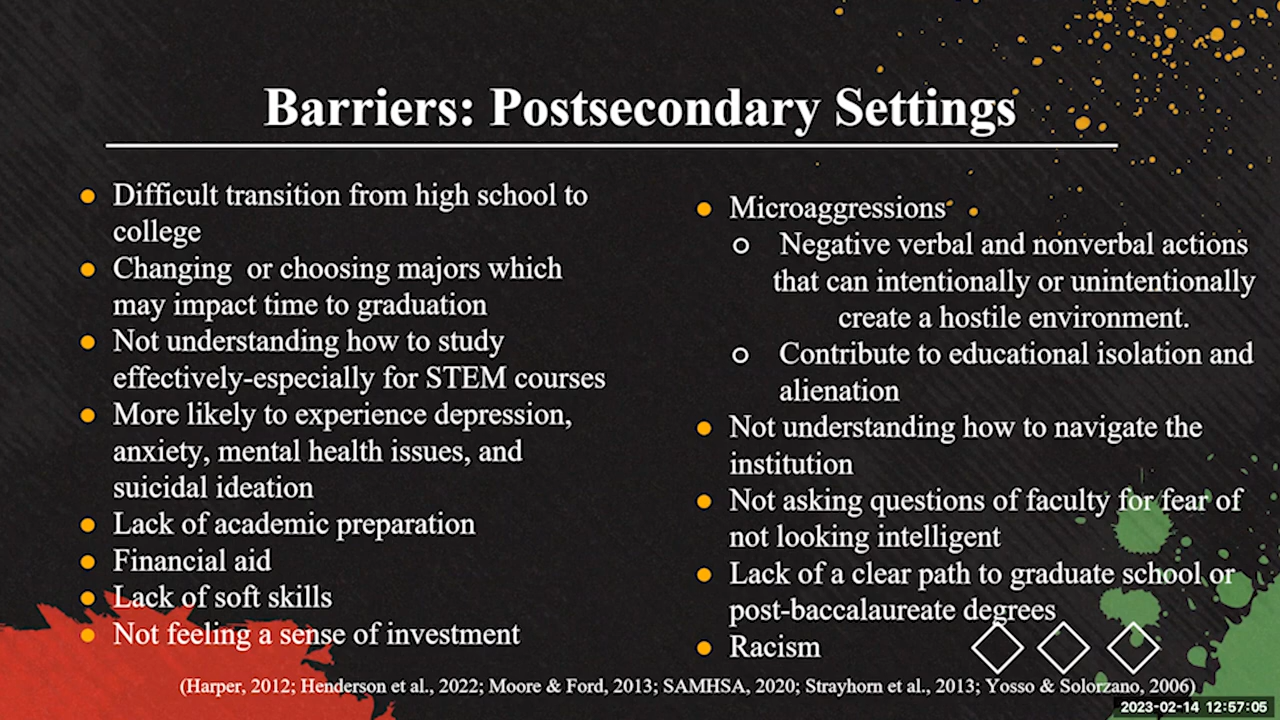 Barriers: Postsecondary Settings
Difficult transition from high school to
college
Changing  or choosing majors which
may impact time to graduation
Not understanding how to study
effectively-especially for STEM courses
More likely to experience depression,
anxiety, mental health issues, and
suicidal ideation
Lack of academic preparation
Financial aid
Lack of soft skills
Not feeling a sense of investment
Microaggressions
Negative verbal and nonverbal actions
that can intentionally or unintentionally
create a hostile environment.
Contribute to educational isolation and
alienation
Not understanding how to navigate the
institution
Not asking questions of faculty for fear of
not looking intelligent
Lack of a clear path to graduate school or
post-baccalaureate degrees
Racism
(Harper, 2012; Henderson et al., 2022; Moore & Ford, 2013; SAMHSA, 2020; Strayhorn et al., 2013; Yosso & Solorzano, 2006)
2023-02-14 12:57:05